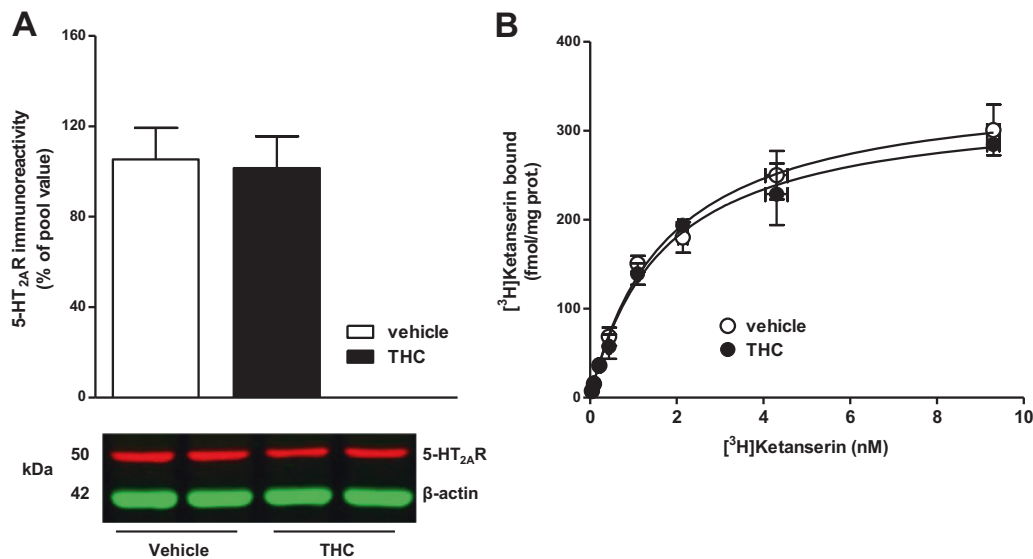 A
160
120
80
40
0
5-HT2AR immunoreactivity
(% of pool value)
vehicle
THC
kDa
50
42
5-HT2AR
β-actin
Vehicle
THC
B
400
300
200
100
0
[³H]Ketanserin bound
(fmol/mg prot.)
vehicle
THC
0 2 4 6 8 10
[³H]Ketanserin (nM)